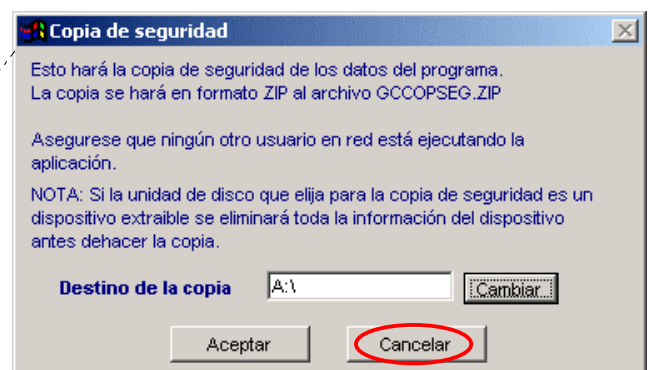 Copia de seguridad
Esto hará la copia de seguridad de los datos del programa.
La copia se hará en formato ZIP al archivo GCCOPSEG.ZIP
Asegurese que ningún otro usuario en red está ejecutando la
aplicación.
NOTA: Si la unidad de disco que elija para la copia de seguridad es un
dispositivo extraible se eliminará toda la información del dispositivo
antes dehacer la copia.
Destino de la copia A:\ Cambiar...
Aceptar Cancelar